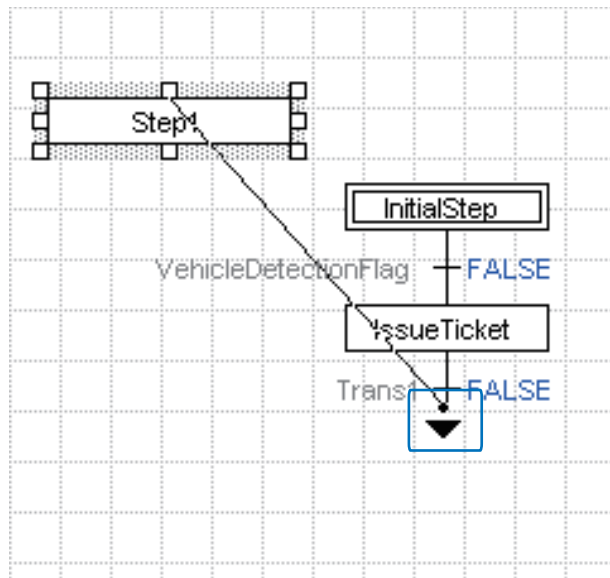 Step1
InitialStep
VehicleDetectionFlag FALSE
IssueTicket
Trans1 FALSE